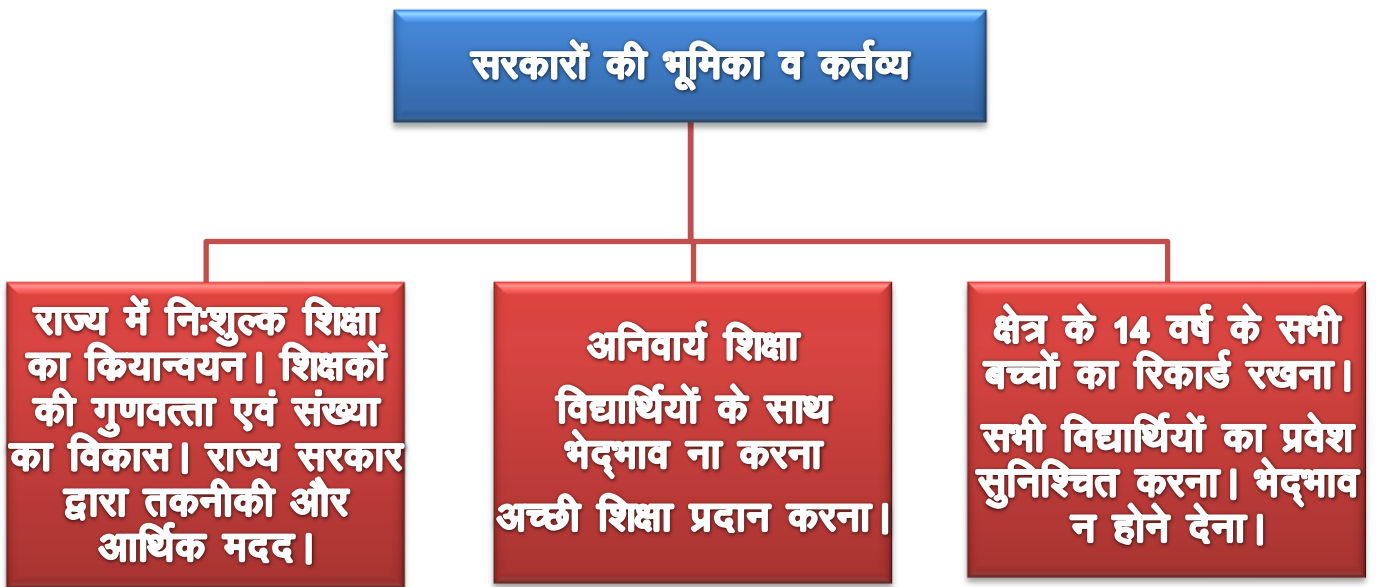 सरकारों की भूमिका व कर्तव्य
राज्य में निःशुल्क शिक्षा
का कियान्वयन। शिक्षकों
की गुणवत्ता एवं संख्या
का विकास। राज्य सरकार
द्वारा तकनीकी और
आर्थिक मदद।
अनिवार्य शिक्षा
विद्यार्थियों के साथ
भेद्भाव ना करना
अच्छी शिक्षा प्रदान करना।
क्षेत्र के 14 वर्ष के सभी
बच्चों का रिकार्ड रखना।
सभी विद्यार्थियों का प्रवेश
सुनिश्चित करना। भेद्भाव
न होने देना।